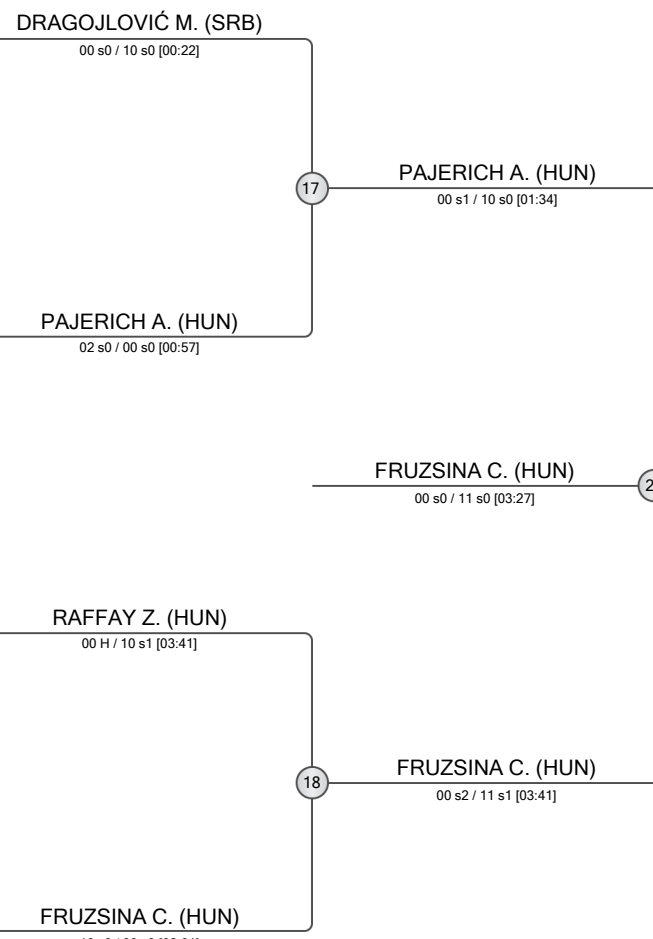 DRAGOJLOVIĆ M. (SRB)
00 s0 / 10 s0 [00:22]
17
PAJERICH A. (HUN)
00 s1 / 10 s0 [01:34]
PAJERICH A. (HUN)
02 s0 / 00 s0 [00:57]
FRUZSINA C. (HUN)
00 s0 / 11 s0 [03:27]
2
RAFFAY Z. (HUN)
00 H / 10 s1 [03:41]
18
FRUZSINA C. (HUN)
00 s2 / 11 s1 [03:41]
FRUZSINA C. (HUN)